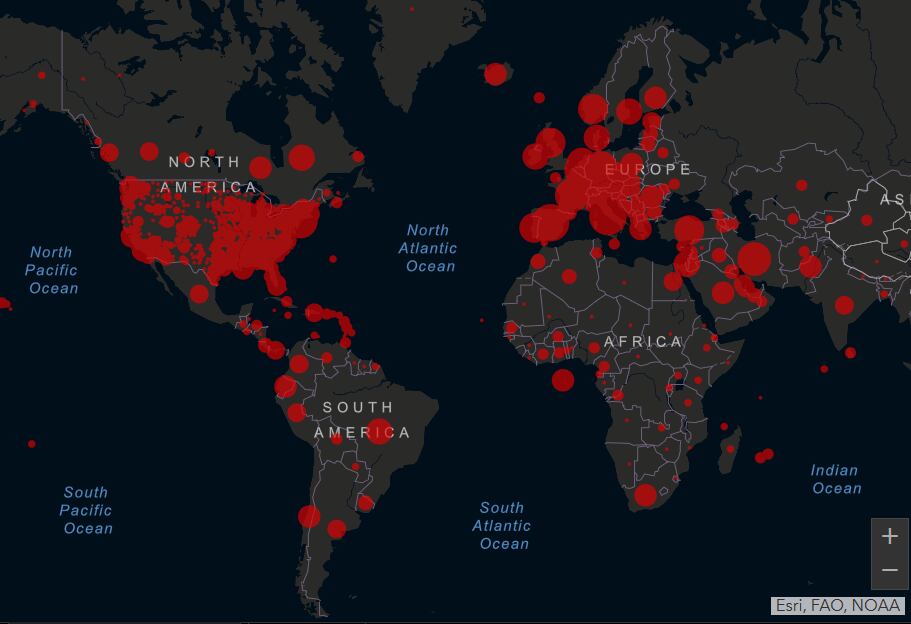 NORTH
AMERICA
EUROPE
AS
North
Pacific
Ocean
North
Atlantic
Ocean
AFRICA
SOUTH
AMERICA
South
Pacific
Ocean
South
Atlantic
Ocean
Indian
Ocean
+
−
Esri, FAO, NOAA